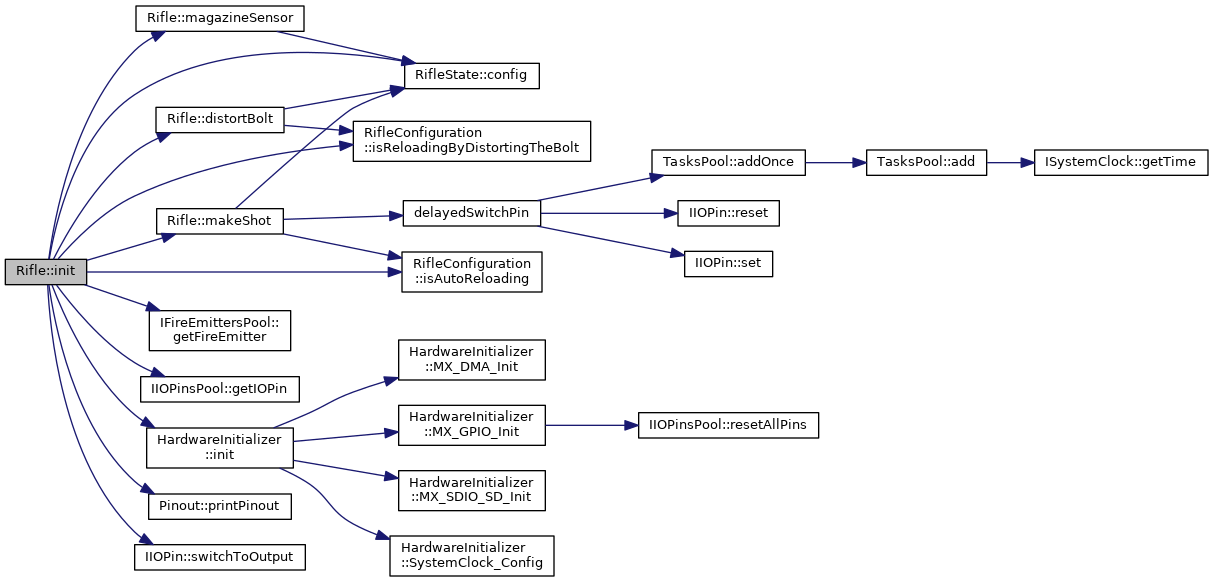 Rifle::magazineSensor
RifleState::config
Rifle::distortBolt
RifleConfiguration
::isReloadingByDistortingTheBolt
TasksPool::addOnce
TasksPool::add
ISystemClock::getTime
Rifle::makeShot
delayedSwitchPin
IIOPin::reset
Rifle::init
RifleConfiguration
::isAutoReloading
IIOPin::set
IFireEmittersPool::
getFireEmitter
HardwareInitializer
::MX_DMA_Init
IIOPinsPool::getIOPin
HardwareInitializer
::MX_GPIO_Init
IIOPinsPool::resetAllPins
HardwareInitializer
::init
HardwareInitializer
::MX_SDIO_SD_Init
Pinout::printPinout
IIOPin::switchToOutput
HardwareInitializer
::SystemClock_Config